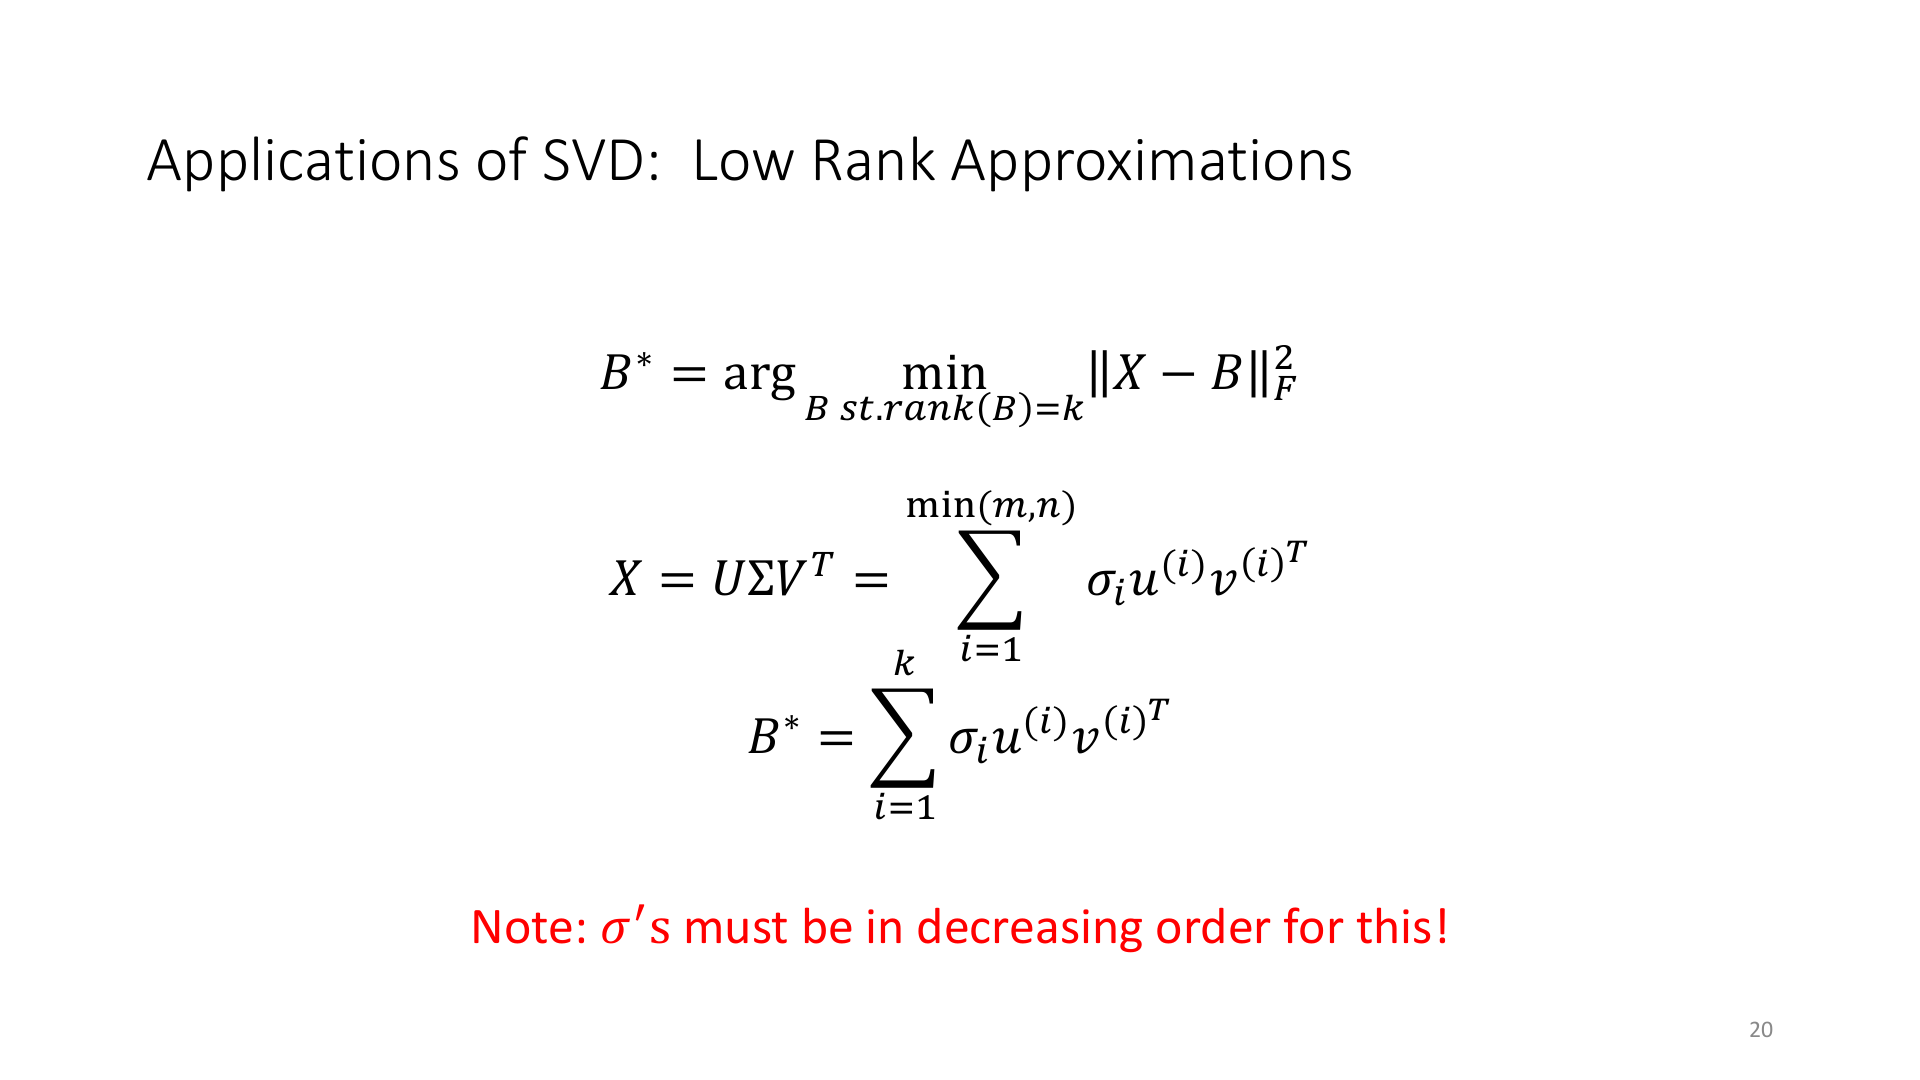 Applications of SVD:  Low Rank Approximations
$B^* = \arg \min_{B \; st. rank(B)=k} \|X - B\|_F^2$
$X = U\Sigma V^T = \sum_{i=1}^{\min(m,n)} \sigma_i u^{(i)} {v^{(i)}}^T$
$B^* = \sum_{i=1}^{k} \sigma_i u^{(i)} {v^{(i)}}^T$
Note: $\sigma's$ must be in decreasing order for this!
20